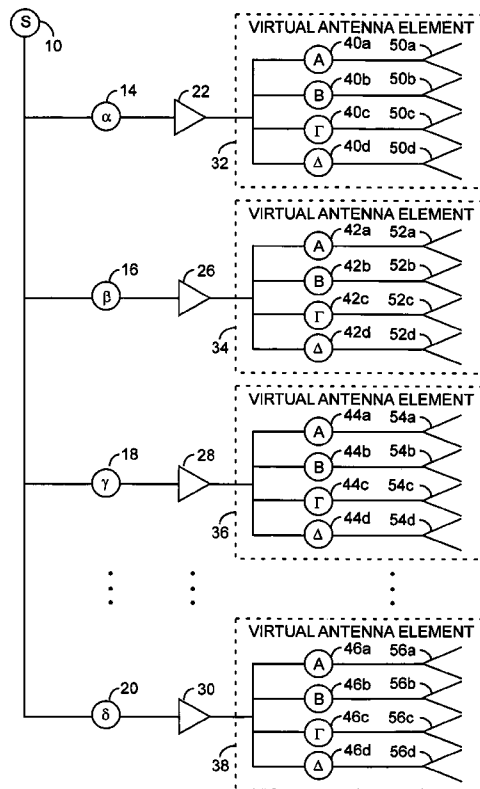 S
10
VIRTUAL ANTENNA ELEMENT
14
22
α
A
40a
50a
B
40b
50b
Γ
40c
50c
Δ
40d
50d
32
VIRTUAL ANTENNA ELEMENT
16
26
β
A
42a
52a
B
42b
52b
Γ
42c
52c
Δ
42d
52d
34
VIRTUAL ANTENNA ELEMENT
18
28
γ
A
44a
54a
B
44b
54b
Γ
44c
54c
Δ
44d
54d
36
VIRTUAL ANTENNA ELEMENT
20
30
δ
A
46a
56a
B
46b
56b
Γ
46c
56c
Δ
46d
56d
38